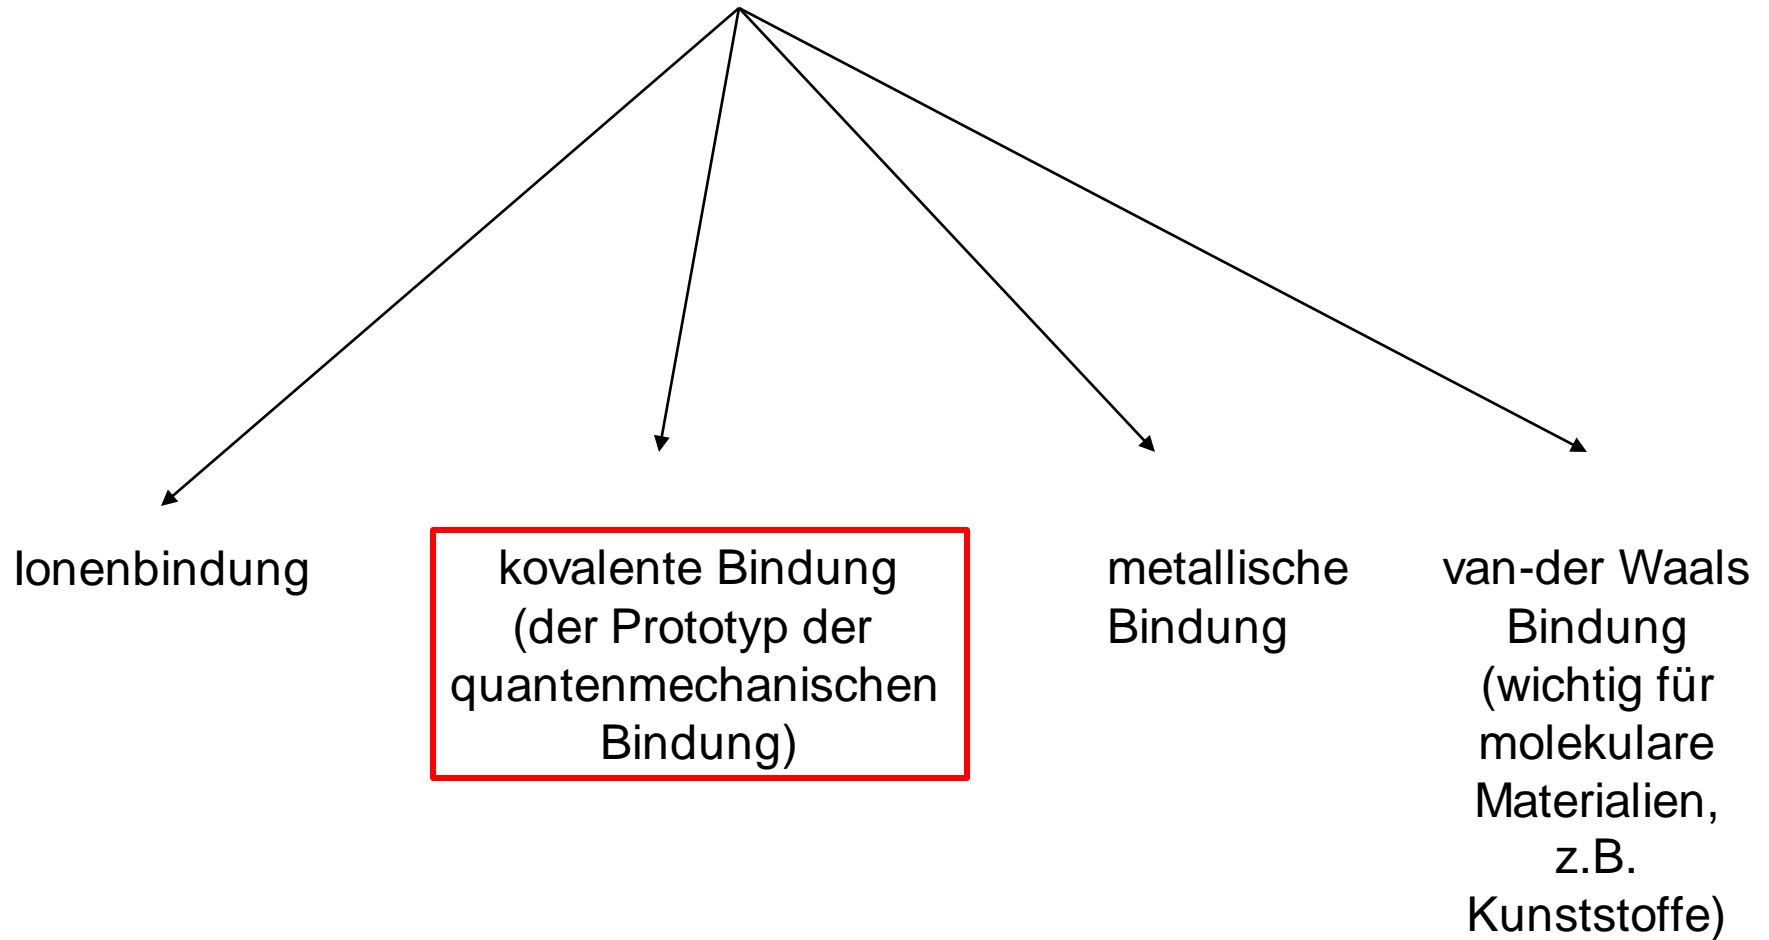 Ionenbindung
kovalente Bindung
(der Prototyp der
quantenmechanischen
Bindung)
metallische
Bindung
van-der Waals
Bindung
(wichtig für
molekulare
Materialien,
z.B.
Kunststoffe)